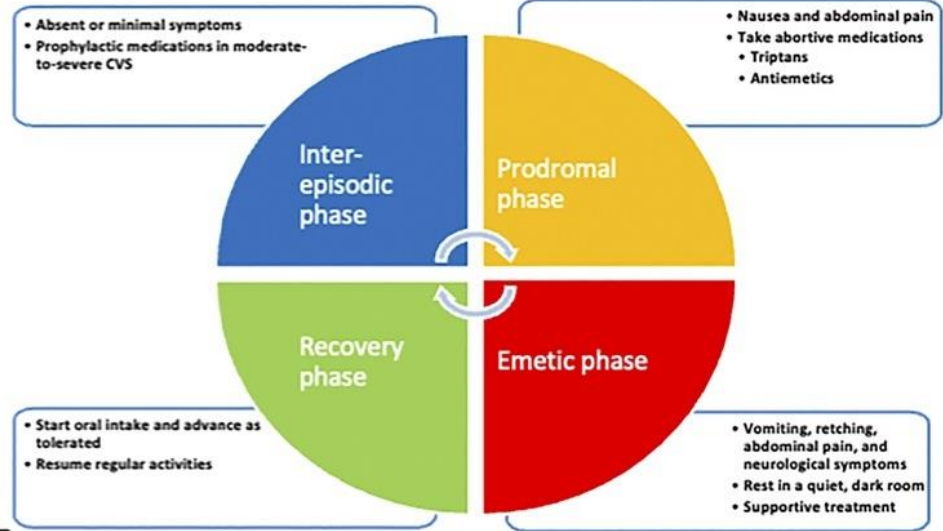 • Absent or minimal symptoms
• Prophylactic medications in moderate-
to-severe CVS
• Nausea and abdominal pain
• Take abortive medications
• Triptans
• Antiemetics
Inter-
episodic
phase
Prodromal
phase
Recovery
phase
Emetic phase
• Start oral intake and advance as
tolerated
• Resume regular activities
• Vomiting, retching,
abdominal pain, and
neurological symptoms
• Rest in a quiet, dark room
• Supportive treatment